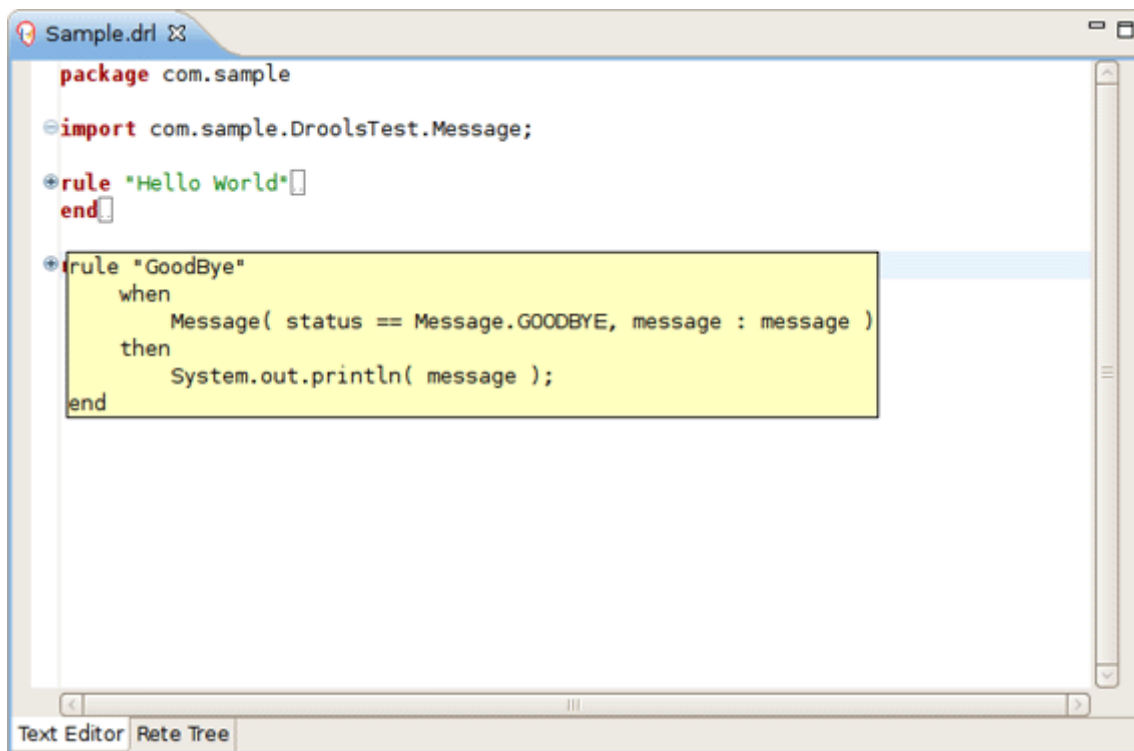 Sample.drl
package com.sample
import com.sample.DroolsTest.Message;
rule "Hello World"
end
rule "GoodBye"
when
Message( status == Message.GOODBYE, message : message )
then
System.out.println( message );
end
Text Editor Rete Tree